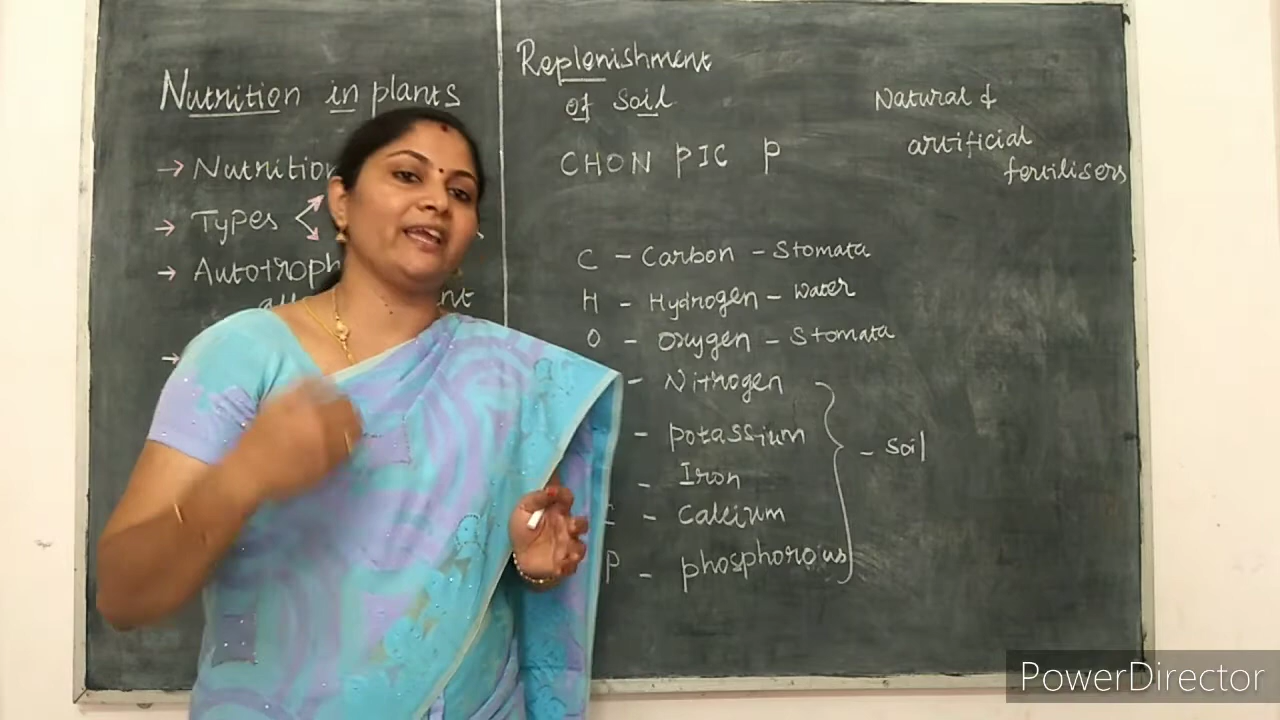 Nutrition in plants
→ Nutrition
→ Types
→ Autotroph
Replenishment
of Soil
CHON PIC P
Natural &
artificial
fertilisers
C - Carbon - Stomata
H - Hydrogen - Water
O - Oxygen - Stomata
- Nitrogen
- potassium
- Iron
C - Calcium
P - phosphorous
- Soil
PowerDirector